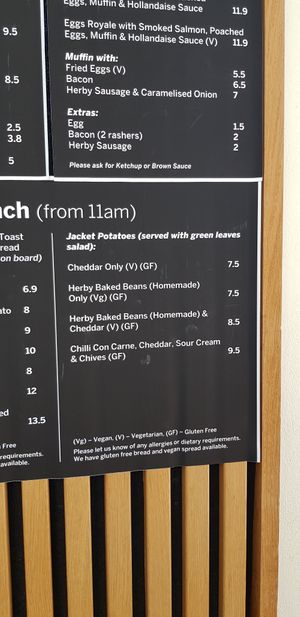 Eggs, Muffin & Hollandaise Sauce 11.9
Eggs Royale with Smoked Salmon, Poached
Eggs, Muffin & Hollandaise Sauce (V) 11.9
Muffin with:
Fried Eggs (V) 5.5
Bacon 6.5
Herby Sausage & Caramelised Onion 7
Extras:
Egg 1.5
Bacon (2 rashers) 2
Herby Sausage 2
Please ask for Ketchup or Brown Sauce
9.5
8.5
2.5
3.8
5
(from 11am)
Toast
on board)
6.9
8
9
10
8
12
13.5
Free
available.
Jacket Potatoes (served with green leaves
salad):
Cheddar Only (V) (GF) 7.5
Herby Baked Beans (Homemade)
Only (Vg) (GF) 7.5
Herby Baked Beans (Homemade) &
Cheddar (V) (GF) 8.5
Chilli Con Carne, Cheddar, Sour Cream
& Chives (GF) 9.5
(Vg) – Vegan, (V) – Vegetarian, (GF) – Gluten Free
Please let us know of any allergies or dietary requirements.
We have gluten free bread and vegan spread available.